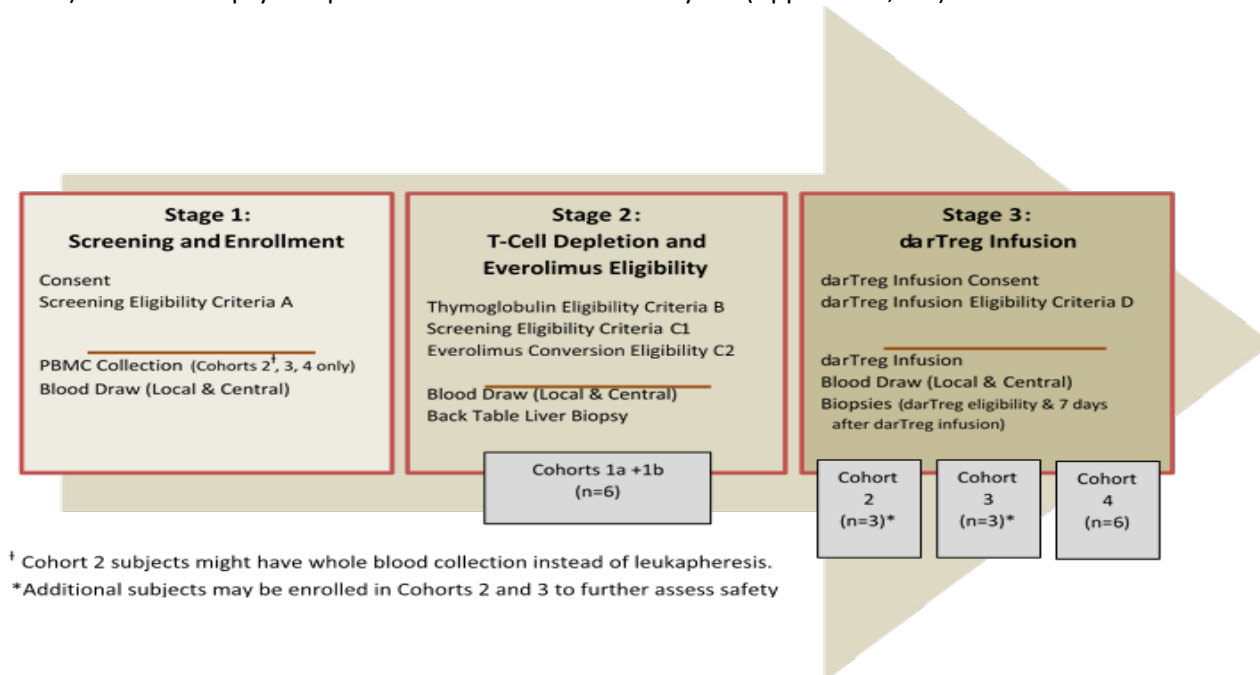 Stage 1:
Screening and Enrollment
Consent
Screening Eligibility Criteria A
PBMC Collection (Cohorts 2ƚ, 3, 4 only)
Blood Draw (Local & Central)
Stage 2:
T-Cell Depletion and
Everolimus Eligibility
Thymoglobulin Eligibility Criteria B
Screening Eligibility Criteria C1
Everolimus Conversion Eligibility C2
Blood Draw (Local & Central)
Back Table Liver Biopsy
Cohorts 1a +1b
(n=6)
Stage 3:
darTreg Infusion
darTreg Infusion Consent
darTreg Infusion Eligibility Criteria D
darTreg Infusion
Blood Draw (Local & Central)
Biopsies (darTreg eligibility & 7 days
after darTreg infusion)
Cohort
2
(n=3)*
Cohort
3
(n=3)*
Cohort
4
(n=6)
ƚ Cohort 2 subjects might have whole blood collection instead of leukapheresis.
*Additional subjects may be enrolled in Cohorts 2 and 3 to further assess safety